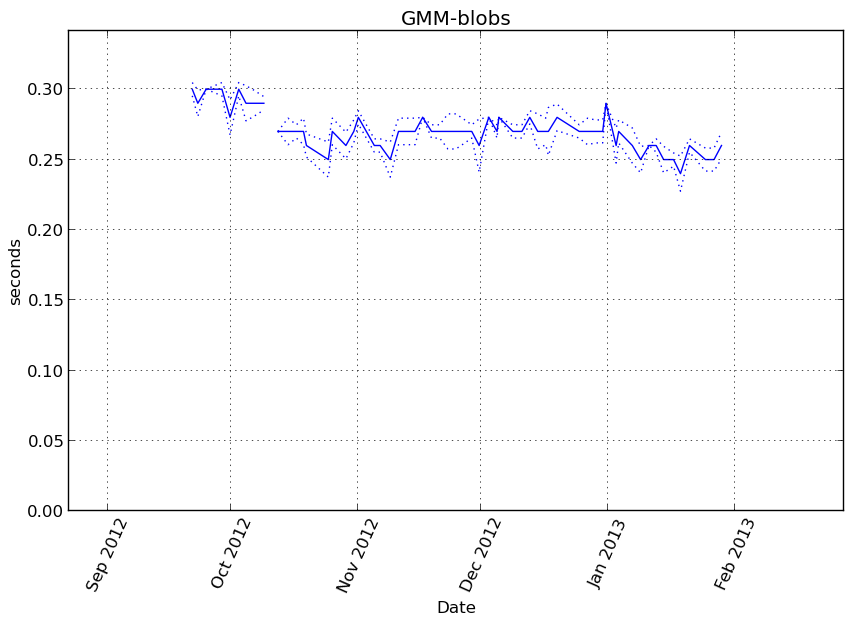 GMM-blobs
0.30
0.25
0.20
0.15
0.10
0.05
0.00
seconds
Sep 2012
Oct 2012
Nov 2012
Dec 2012
Jan 2013
Feb 2013
Date